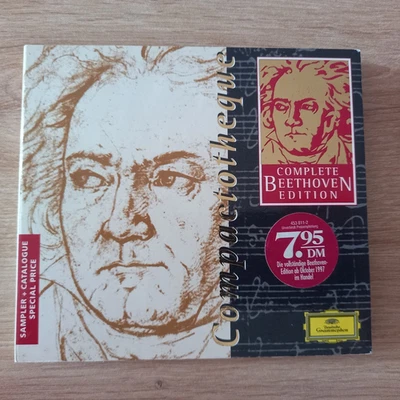 Compactotheque
COMPLETE
BEETHOVEN
EDITION
7.95
DM
Die vollständige Beethoven-
Edition ab Oktober 1997
im Handel
SAMPLER + CATALOGUE
SPECIAL PRICE
Deutsche
Grammophon